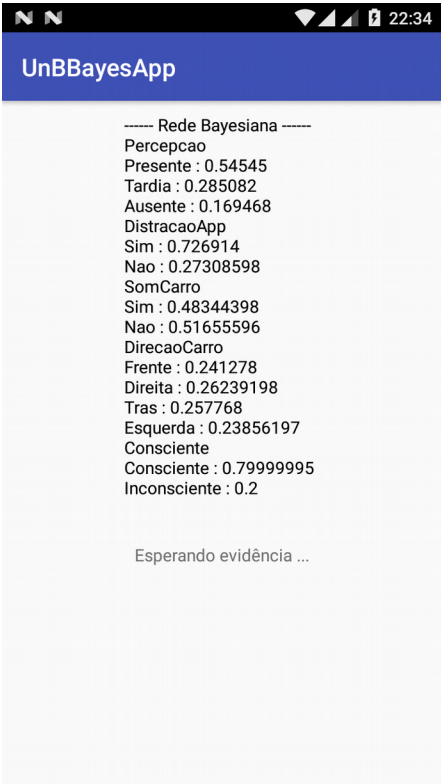 22:34
UnBBayesApp
------ Rede Bayesiana ------
Percepcao
Presente : 0.54545
Tardia : 0.285082
Ausente : 0.169468
DistracaoApp
Sim : 0.726914
Nao : 0.27308598
SomCarro
Sim : 0.48344398
Nao : 0.51655596
DirecaoCarro
Frente : 0.241278
Direita : 0.26239198
Tras : 0.257768
Esquerda : 0.23856197
Consciente
Consciente : 0.79999995
Inconsciente : 0.2
Esperando evidência ...